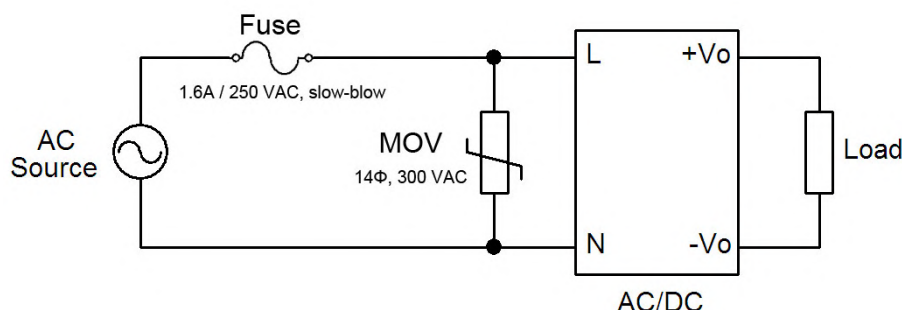 Fuse
1.6A / 250 VAC, slow-blow
AC
Source
MOV
14Φ, 300 VAC
L
+Vo
N
-Vo
AC/DC
Load